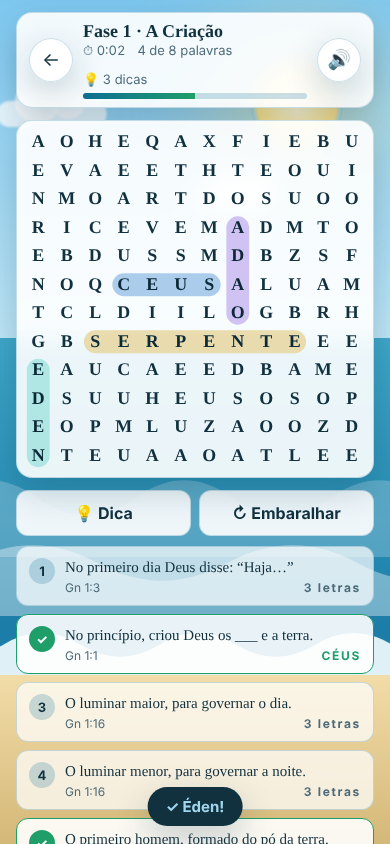 Fase 1 · A Criação
⏱ 0:02 4 de 8 palavras
💡 3 dicas
A O H E Q A X F I E B U
E V A E E T H T E O U I
N M O A R T D O S U O O
R I C E V E M A D M T O
E B D U S S M D B Z S F
N O Q C E U S A L U A M
T C L D I I L O G B R H
G B S E R P E N T E E E
E A U C A E E D B A M E
D S U U H E U S O S O P
E O P M L U Z A O O Z D
N T E U A A O A T L E E
💡 Dica
↻ Embaralhar
1 No primeiro dia Deus disse: “Haja…”
Gn 1:3 3 letras
✓ No princípio, criou Deus os ___ e a terra.
Gn 1:1 CÉUS
3 O luminar maior, para governar o dia.
Gn 1:16 3 letras
4 O luminar menor, para governar a noite.
Gn 1:16 3 letras
✓ Éden!
O primeiro homem, formado do pó da terra.